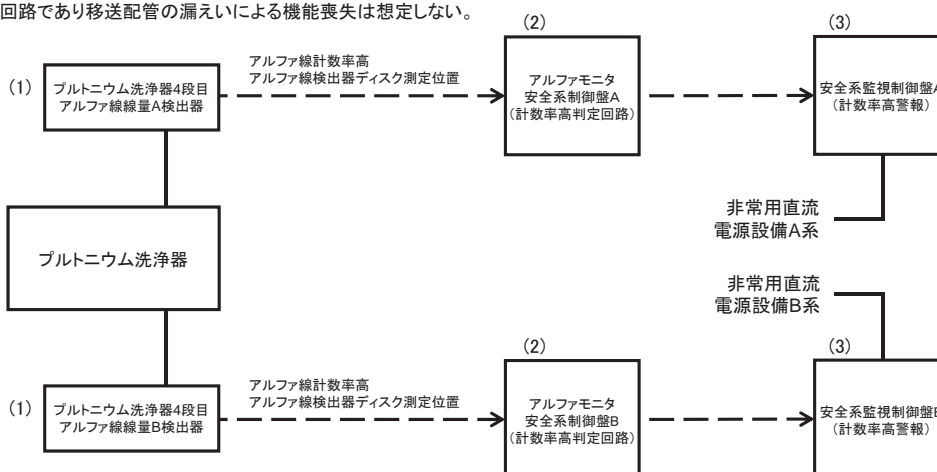 回路であり移送配管の漏えいによる機能喪失は想定しない。
(1)
プルトニウム洗浄器4段目
アルファ線線量A検出器
アルファ線計数率高
アルファ線検出器ディスク測定位置
(2)
アルファモニタ
安全系制御盤A
(計数率高判定回路)
(3)
安全系監視制御盤A
(計数率高警報)
非常用直流
電源設備A系
プルトニウム洗浄器
非常用直流
電源設備B系
(1)
プルトニウム洗浄器4段目
アルファ線線量B検出器
アルファ線計数率高
アルファ線検出器ディスク測定位置
(2)
アルファモニタ
安全系制御盤B
(計数率高判定回路)
(3)
安全系監視制御盤B
(計数率高警報)